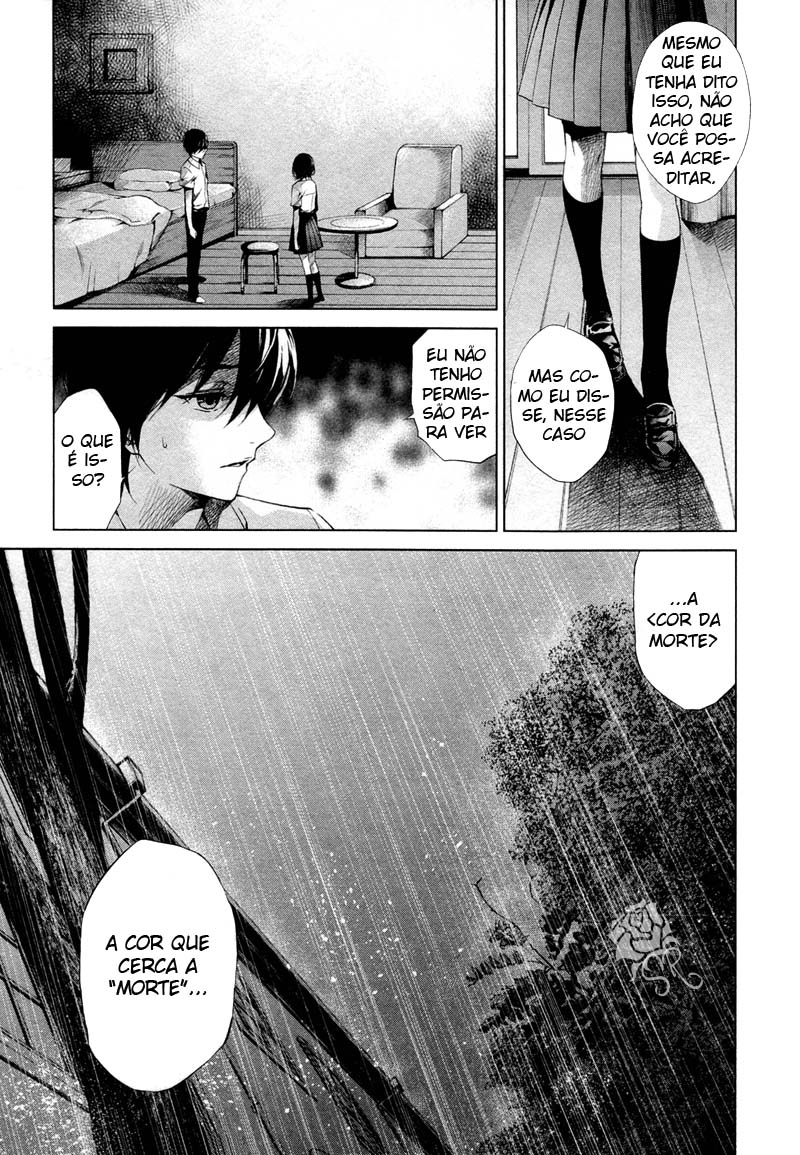 MESMO
QUE EU
TENHA DITO
ISSO, NÃO
ACHO QUE
VOCÊ POS-
SA ACRE-
DITAR.
MAS CO-
MO EU DIS-
SE, NESSE
CASO
EU NÃO
TENHO
PERMIS-
SÃO PA-
RA VER
O QUE
É IS-
SO?
...A
<COR DA
MORTE>
A COR QUE
CERCA A
"MORTE"...